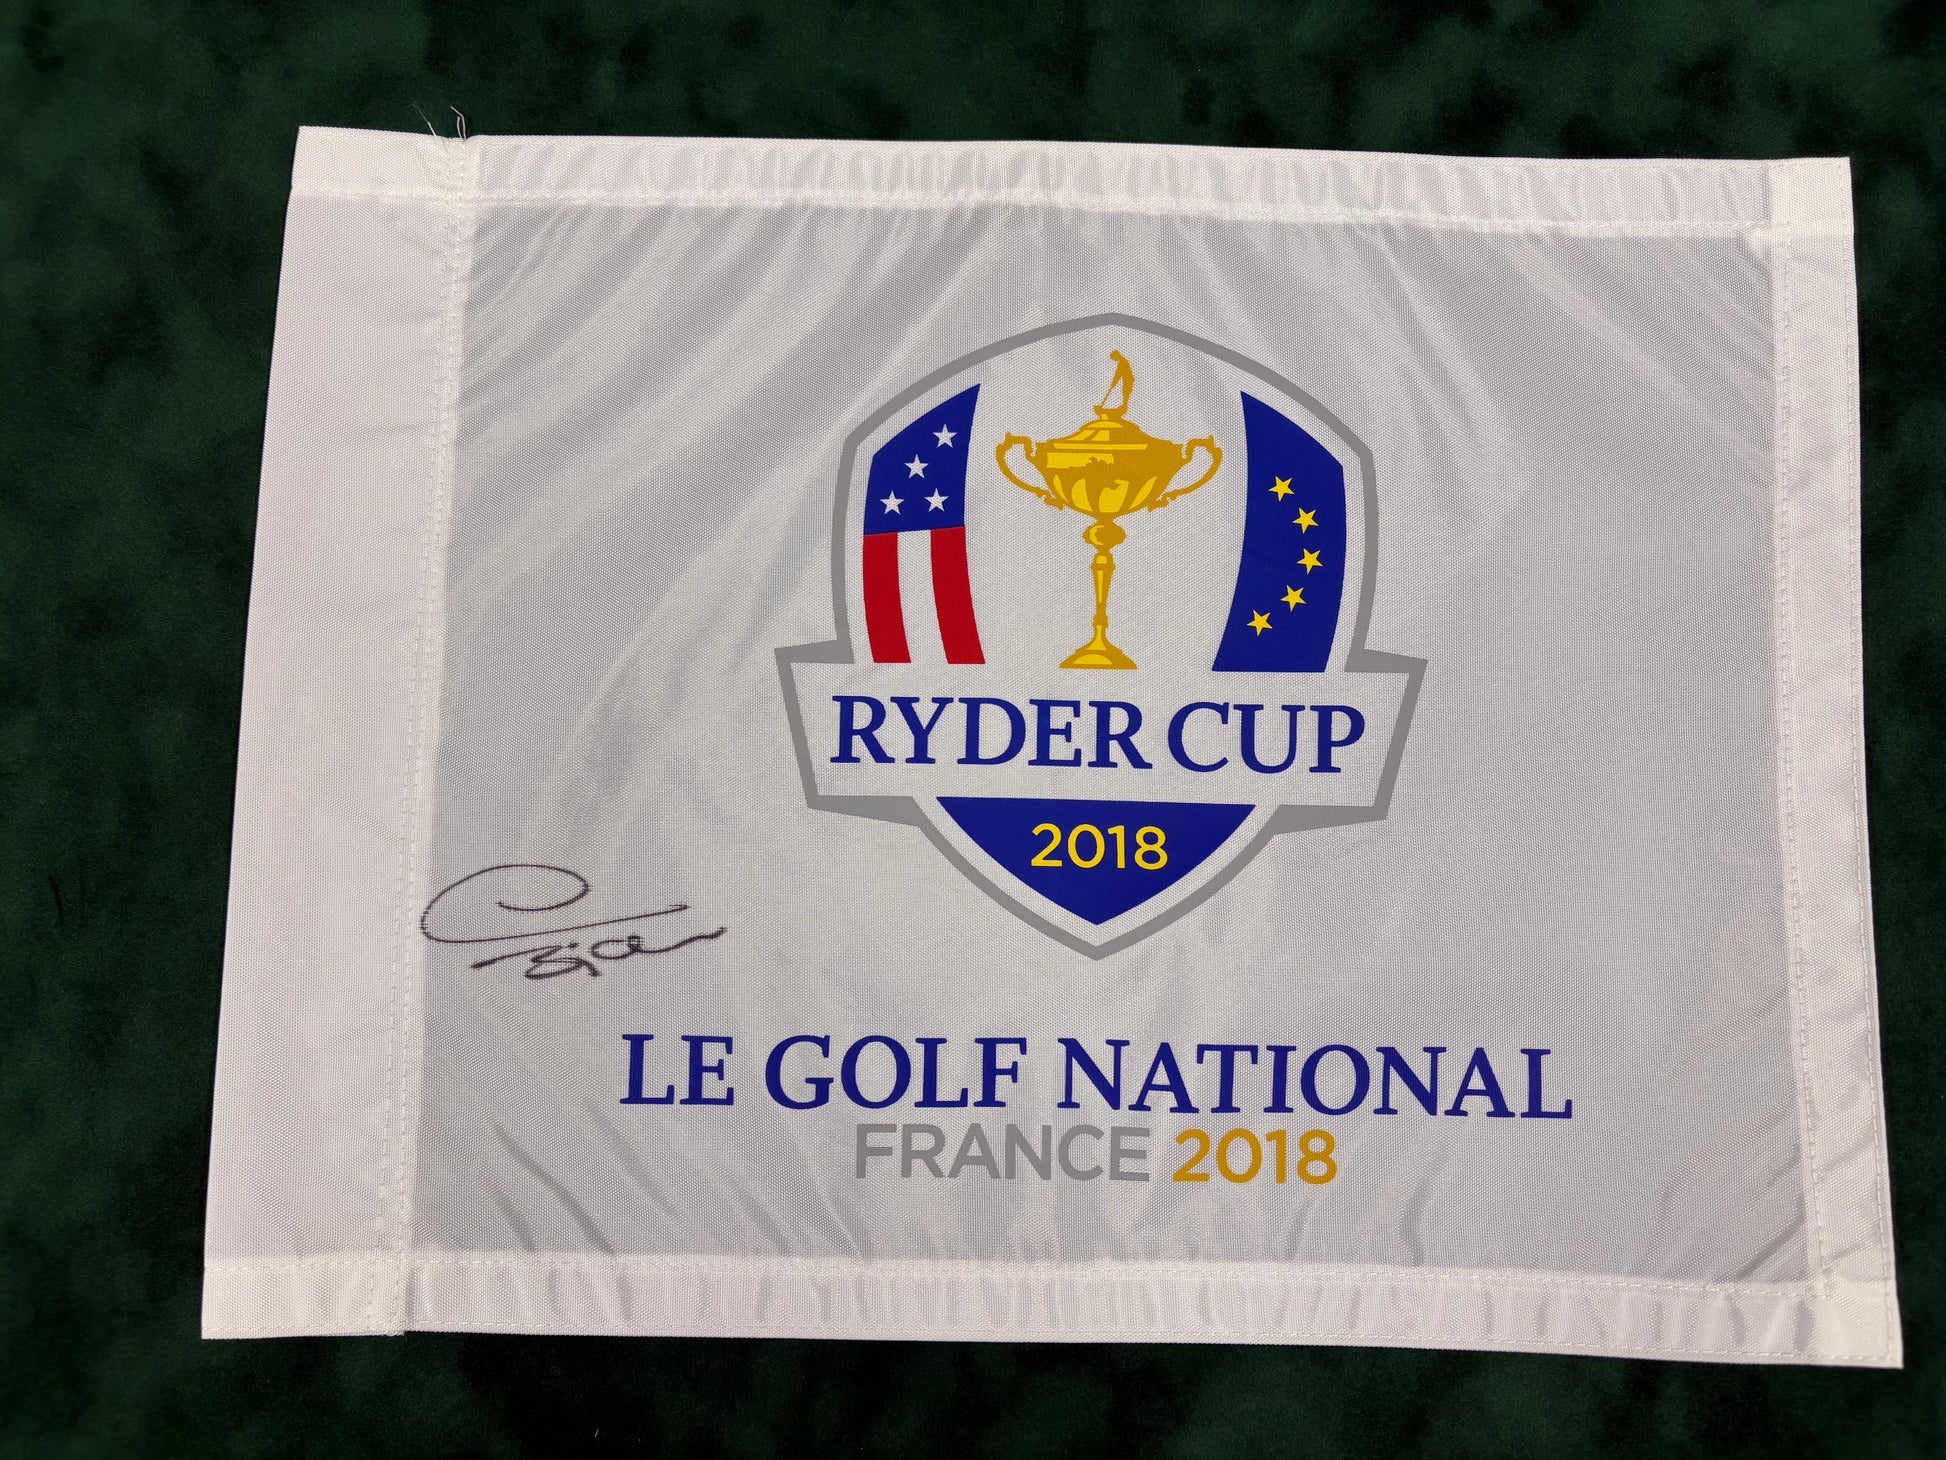 RYDER CUP
2018
LE GOLF NATIONAL
FRANCE 2018